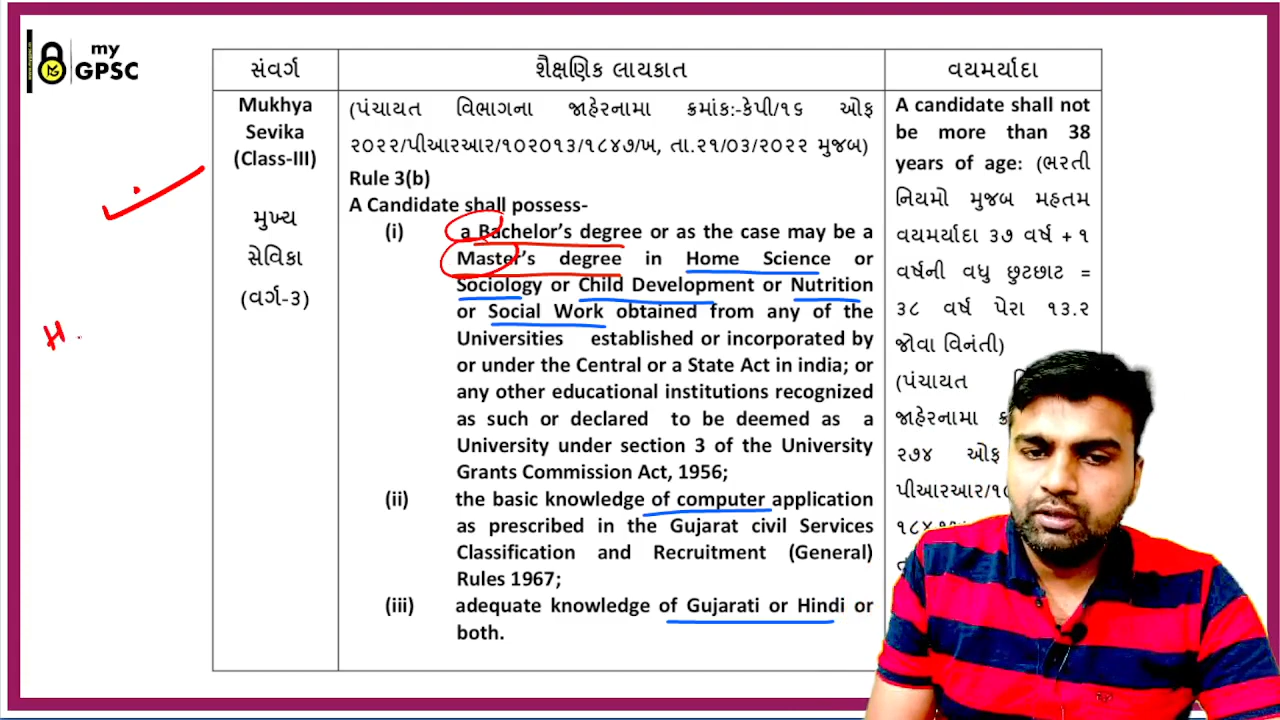 my
GPSC
સંવર્ગ
શૈક્ષણિક લાયકાત
વયમર્યાદા
Mukhya
Sevika
(Class-III)
મુખ્ય
સેવિકા
(વર્ગ-૩)
(પંચાયત વિભાગના જાહેરનામા ક્રમાંક:-કેપી/૧૬ ઓફ
૨૦૨૨/પીઆરઆર/૧૦૨૦૧૩/૧૮૪૭/ખ, તા.૨૧/૦૩/૨૦૨૨ મુજબ)
Rule 3(b)
A Candidate shall possess-
(i) a Bachelor's degree or as the case may be a
Master's degree in Home Science or
Sociology or Child Development or Nutrition
or Social Work obtained from any of the
Universities established or incorporated by
or under the Central or a State Act in india; or
any other educational institutions recognized
as such or declared to be deemed as a
University under section 3 of the University
Grants Commission Act, 1956;
(ii) the basic knowledge of computer application
as prescribed in the Gujarat civil Services
Classification and Recruitment (General)
Rules 1967;
(iii) adequate knowledge of Gujarati or Hindi or
both.
A candidate shall not
be more than 38
years of age: (ભરતી
નિયમો મુજબ મહતમ
વયમર્યાદા ૩૭ વર્ષ + ૧
વર્ષની વધુ છુટછાટ =
૩૮ વર્ષ પેરા ૧૩.૨
જોવા વિનંતી)
(પંચાયત
જાહેરનામા
૨૭૪ ઓફ
પીઆરઆર/
H